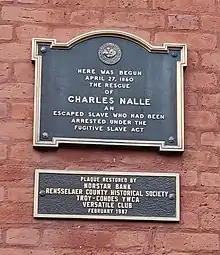 HERE WAS BEGUN
APRIL 27, 1860
THE RESCUE
OF
CHARLES NALLE
AN
ESCAPED SLAVE WHO HAD BEEN
ARRESTED UNDER THE
FUGITIVE SLAVE ACT
PLAQUE RESTORED BY
NORSTAR BANK
RENSSELAER COUNTY HISTORICAL SOCIETY
TROY-COHOES YWCA
VERSATILE CLUB
FEBRUARY 1987